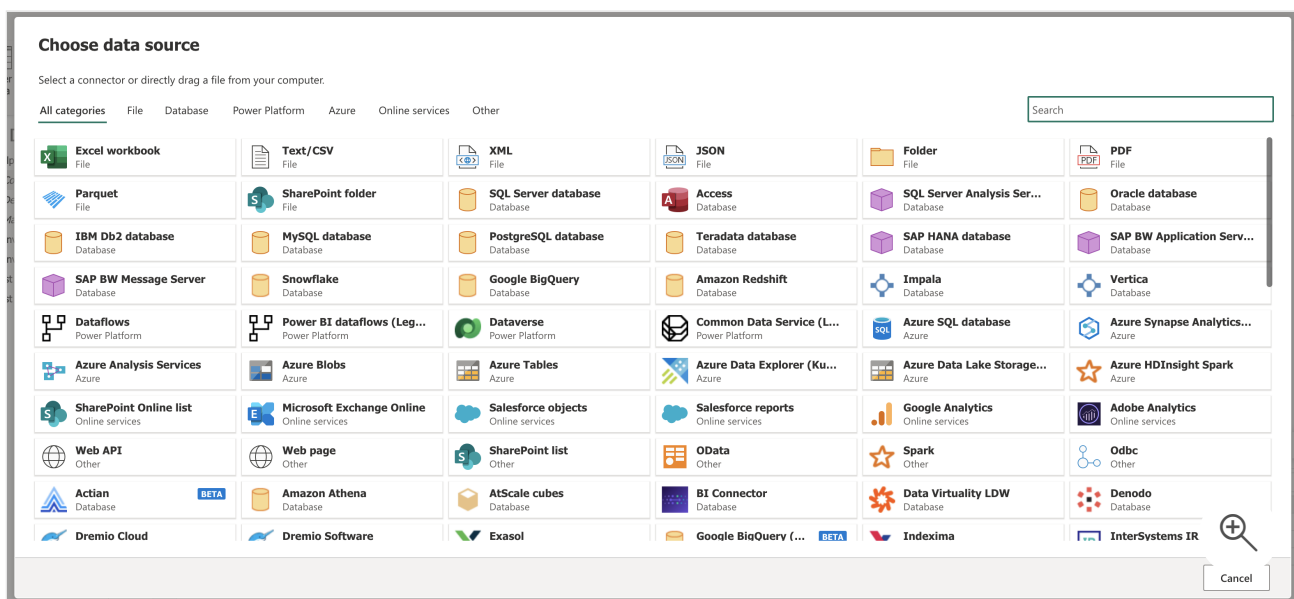 Choose data source
Select a connector or directly drag a file from your computer.
All categories File Database Power Platform Azure Online services Other Search
Excel workbook Text/CSV XML JSON Folder PDF
File File File File File File
Parquet SharePoint folder SQL Server database Access SQL Server Analysis Ser... Oracle database
File File Database Database Database Database
IBM Db2 database MySQL database PostgreSQL database Teradata database SAP HANA database SAP BW Application Serv...
Database Database Database Database Database Database
SAP BW Message Server Snowflake Google BigQuery Amazon Redshift Impala Vertica
Database Database Database Database Database Database
Dataflows Power BI dataflows (Leg... Dataverse Common Data Service (L... Azure SQL database Azure Synapse Analytics...
Power Platform Power Platform Power Platform Power Platform Azure Azure
Azure Analysis Services Azure Blobs Azure Tables Azure Data Explorer (Ku... Azure Data Lake Storage... Azure HDInsight Spark
Azure Azure Azure Azure Azure Azure
SharePoint Online list Microsoft Exchange Online Salesforce objects Salesforce reports Google Analytics Adobe Analytics
Online services Online services Online services Online services Online services Online services
Web API Web page SharePoint list OData Spark Odbc
Other Other Other Other Other Other
Actian BETA Amazon Athena AtScale cubes BI Connector Data Virtuality LDW Denodo
Database Database Database Database Database Database
Dremio Cloud Dremio Software Exasol Google BigQuery (... BETA Indexima InterSystems IR
Cancel